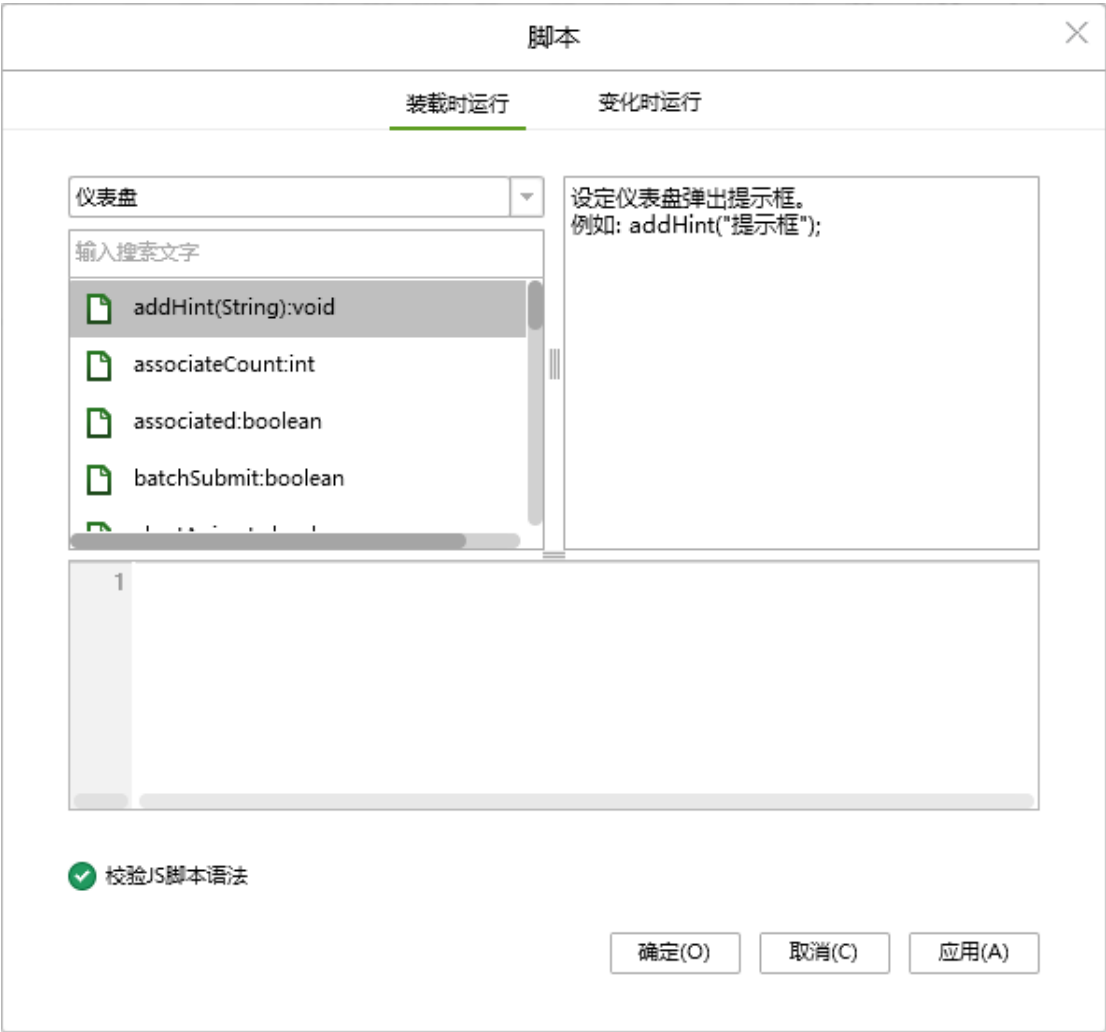 脚本
装载时运行
变化时运行
仪表盘
输入搜索文字
addHint(String):void
associateCount:int
associated:boolean
batchSubmit:boolean
设定仪表盘弹出提示框。
例如: addHint("提示框");
1
校验JS脚本语法
确定(O)
取消(C)
应用(A)